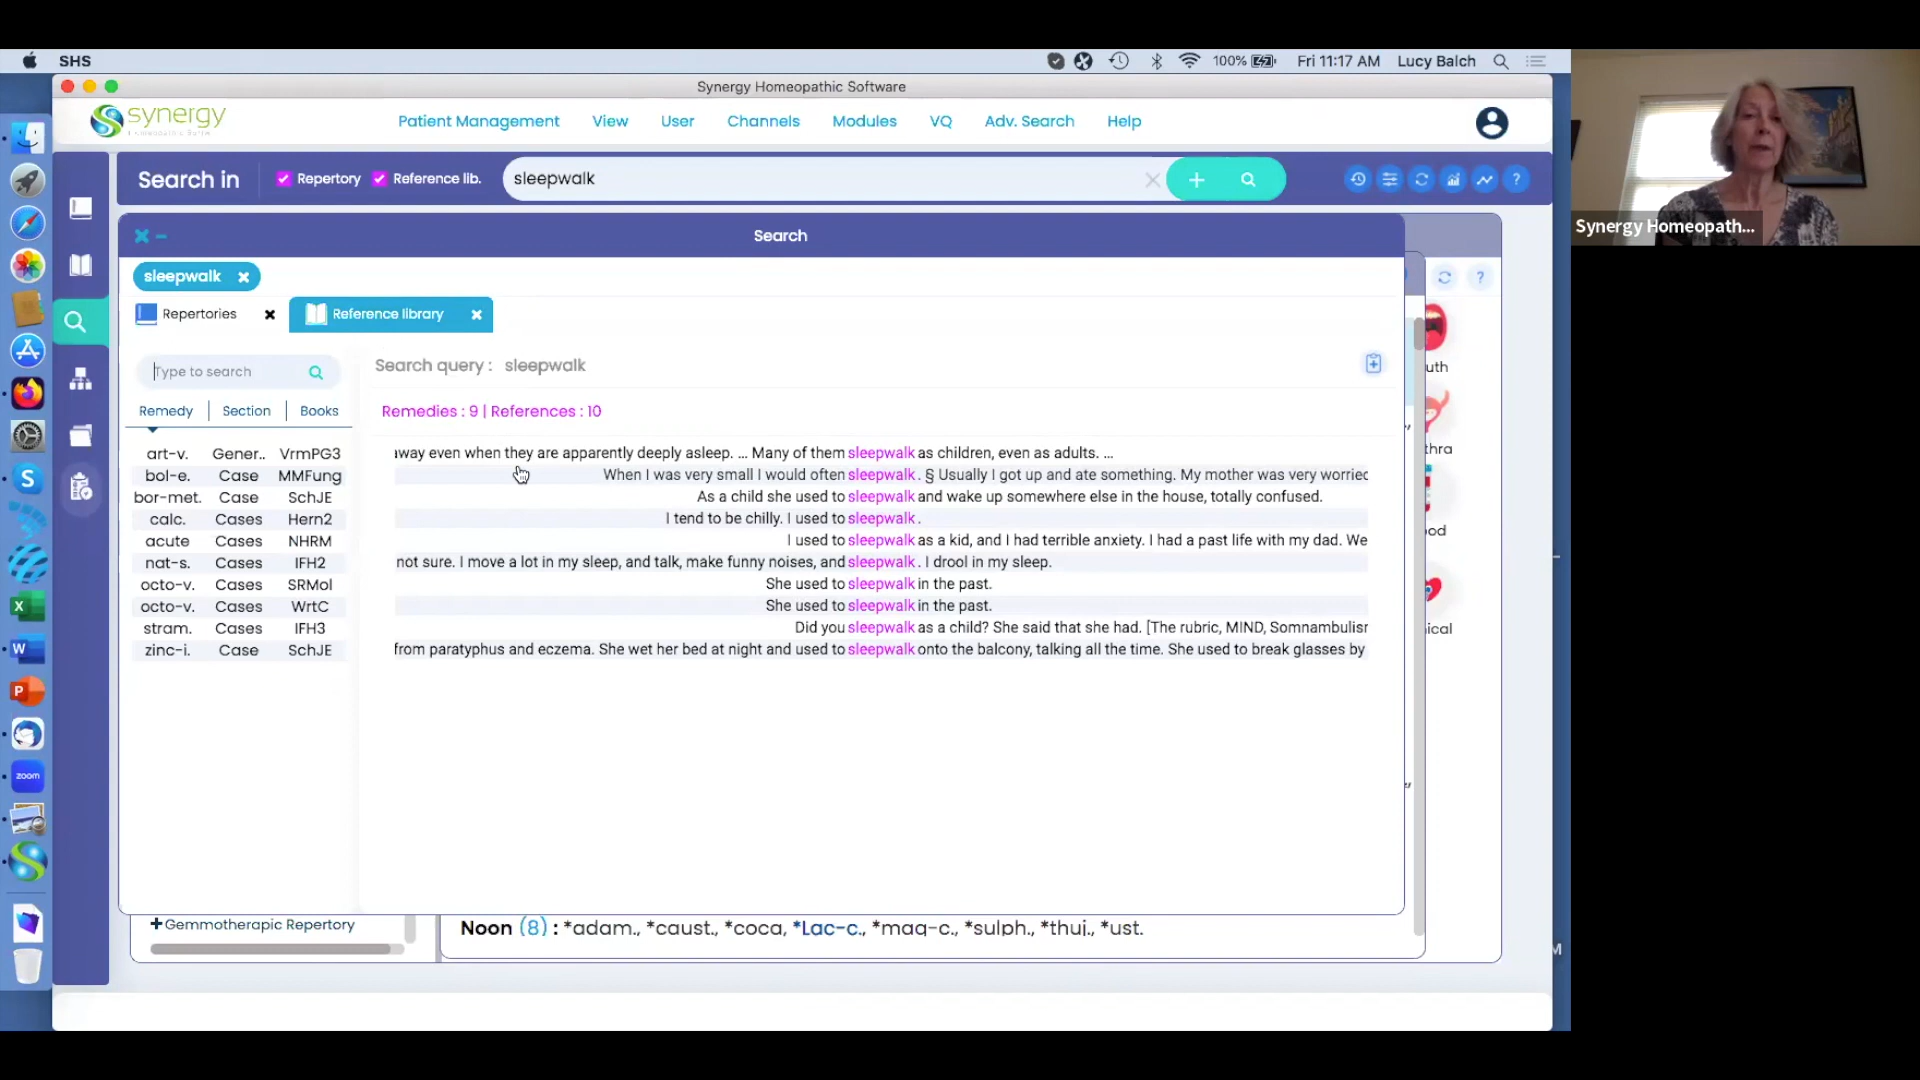 SHS
100%
Fri 11:17 AM
Lucy Balch
Synergy Homeopathic Software
synergy
Patient Management
View
User
Channels
Modules
VQ
Adv. Search
Help
Search in
Repertory
Reference lib.
sleepwalk
Synergy Homeopath...
Search
sleepwalk
Repertories
Reference library
Type to search
Search query : sleepwalk
Remedy
Section
Books
Remedies : 9 | References : 10
art-v. Gener.. VrmPG3 away even when they are apparently deeply asleep. ... Many of them sleepwalk as children, even as adults. ...
bol-e. Case MMFung When I was very small I would often sleepwalk . § Usually I got up and ate something. My mother was very worried
bor-met. Case SchJE As a child she used to sleepwalk and wake up somewhere else in the house, totally confused.
calc. Cases Hern2 I tend to be chilly. I used to sleepwalk .
acute Cases NHRM I used to sleepwalk as a kid, and I had terrible anxiety. I had a past life with my dad. We
nat-s. Cases IFH2 not sure. I move a lot in my sleep, and talk, make funny noises, and sleepwalk . I drool in my sleep.
octo-v. Cases SRMol She used to sleepwalk in the past.
octo-v. Cases WrtC She used to sleepwalk in the past.
stram. Cases IFH3 Did you sleepwalk as a child? She said that she had. [The rubric, MIND, Somnambulisr
zinc-i. Case SchJE from paratyphus and eczema. She wet her bed at night and used to sleepwalk onto the balcony, talking all the time. She used to break glasses by
uth
thra
ood
ical
+Gemmotherapic Repertory
Noon (8) : *adam., *caust., *coca, *Lac-c., *mag-c., *sulph., *thuj., *ust.
zoom
M